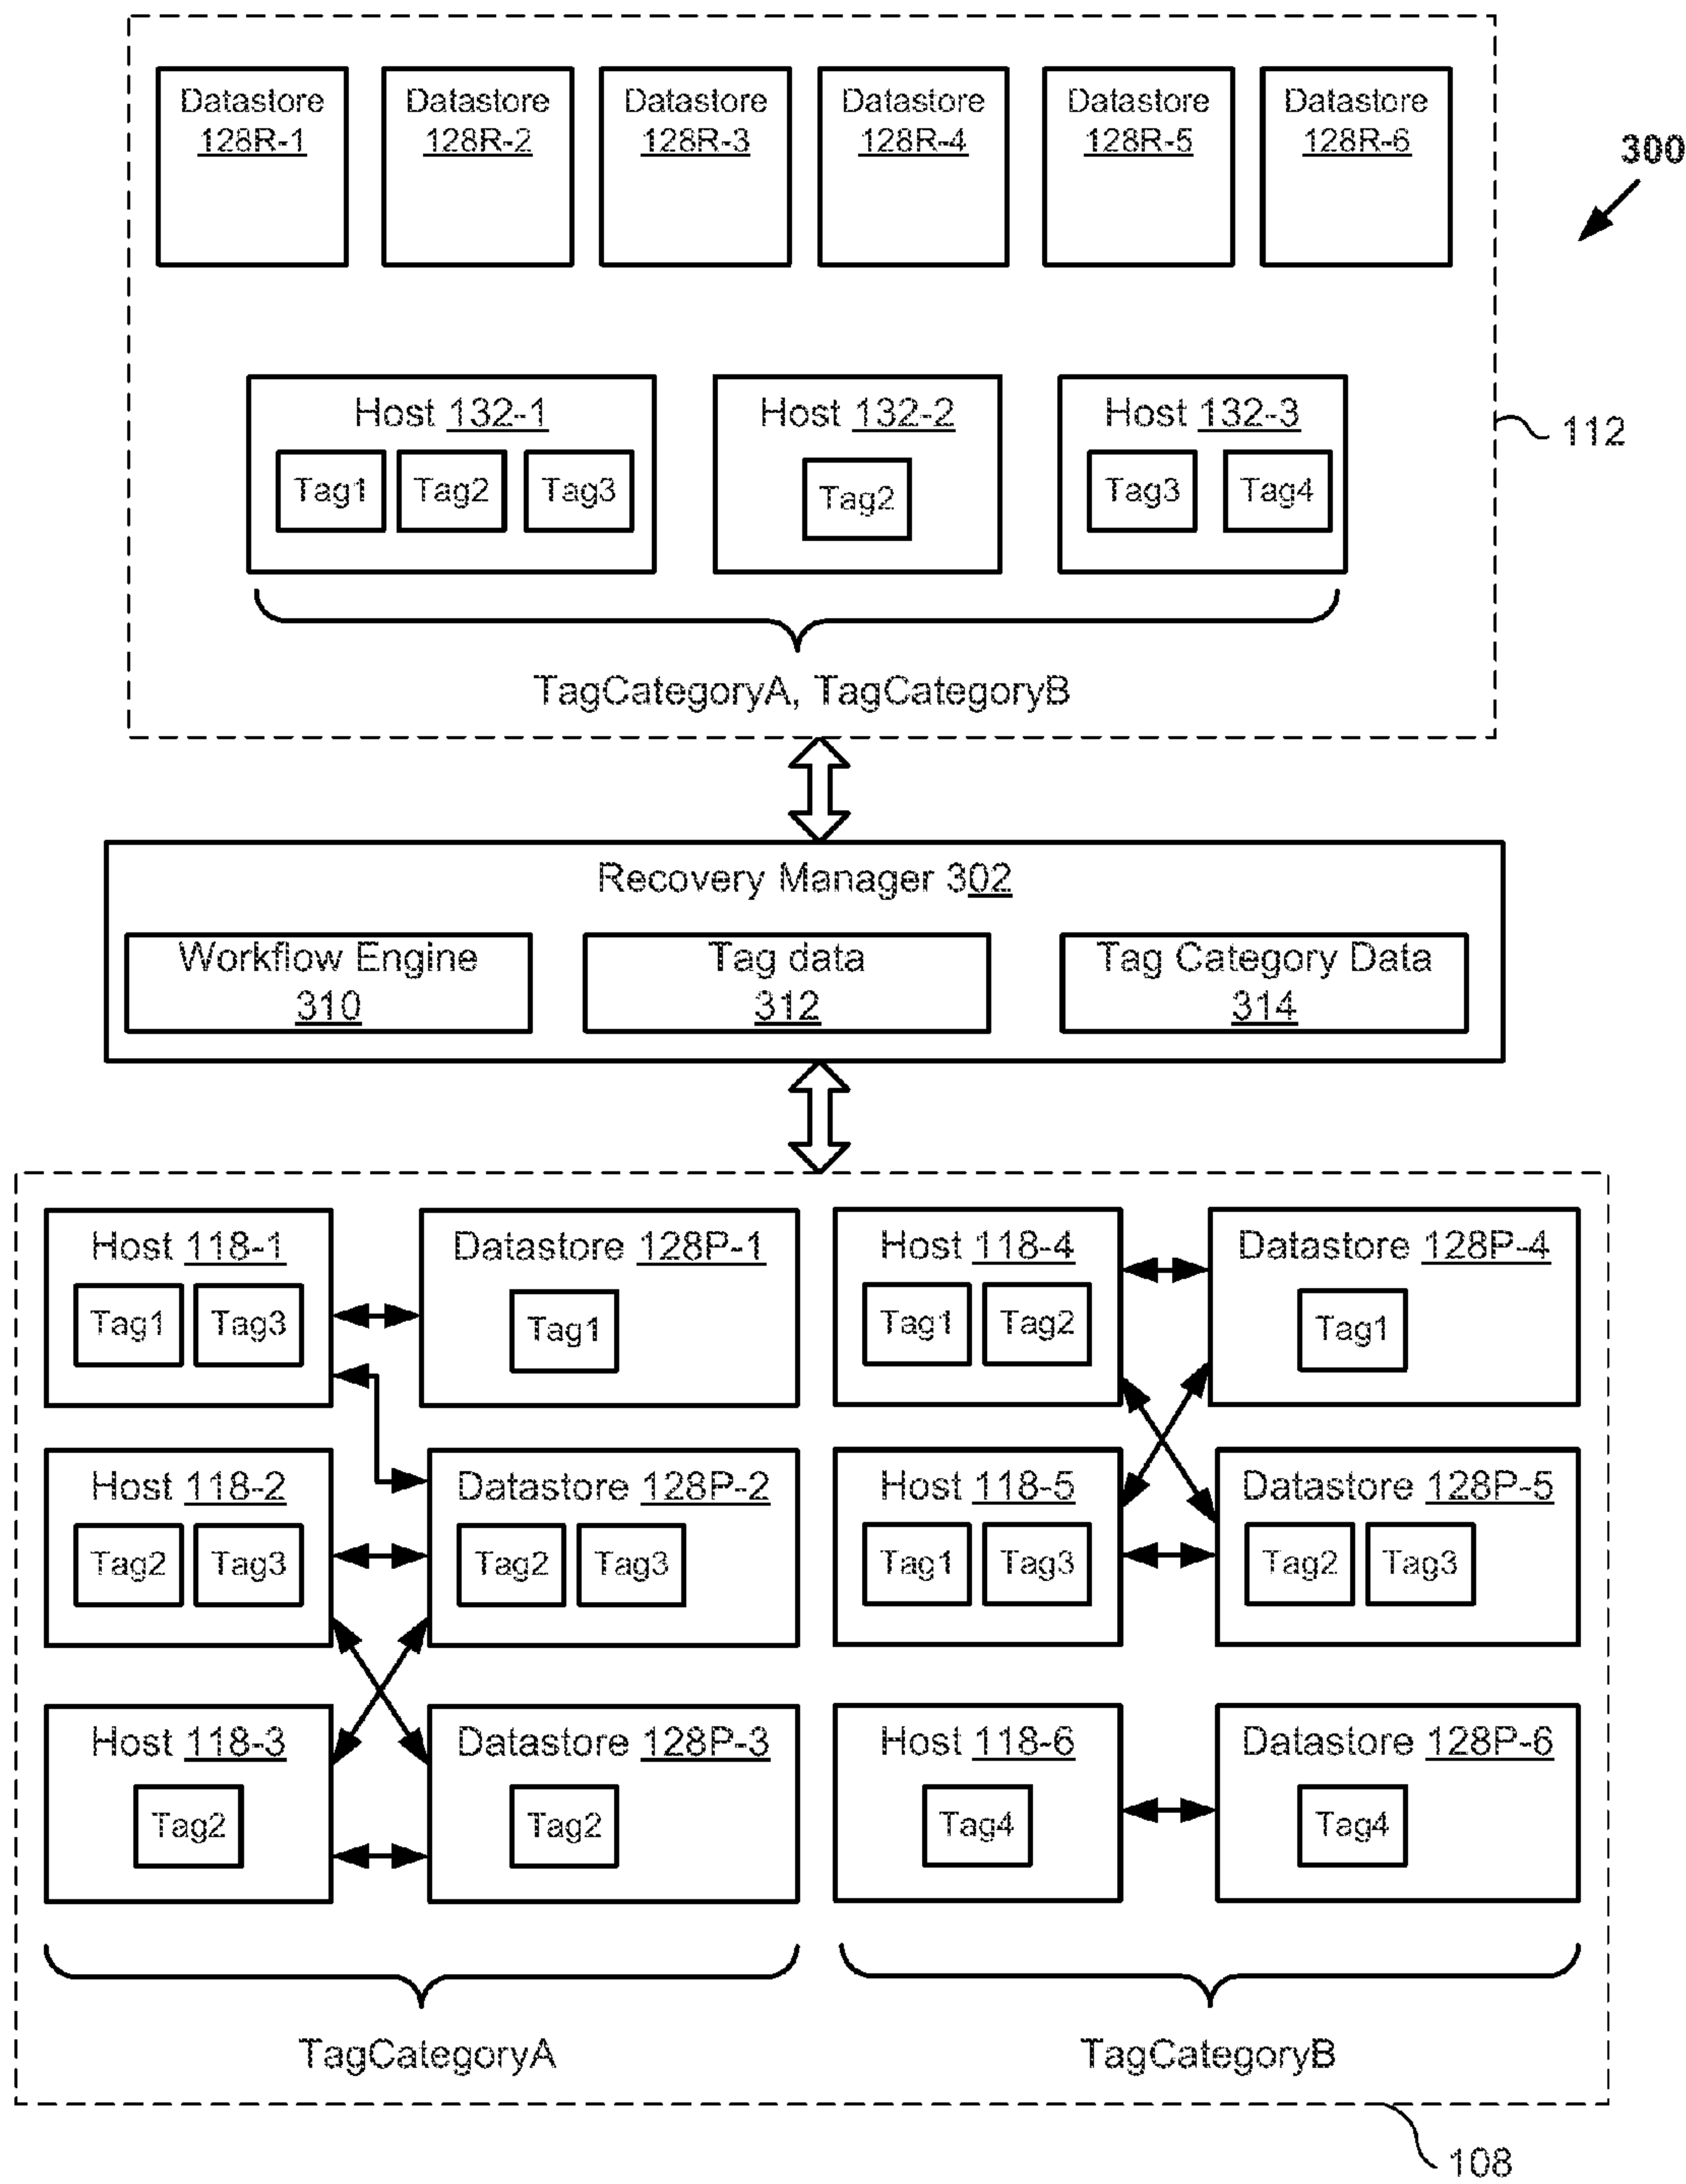 Datastore
128R-1
Datastore
128R-2
Datastore
128R-3
Datastore
128R-4
Datastore
128R-5
Datastore
128R-6
300
Host 132-1
Tag1 Tag2 Tag3
Host 132-2
Tag2
Host 132-3
Tag3 Tag4
112
TagCategoryA, TagCategoryB
Recovery Manager 302
Workflow Engine
310
Tag data
312
Tag Category Data
314
Host 118-1
Tag1 Tag3
Datastore 128P-1
Tag1
Host 118-4
Tag1 Tag2
Datastore 128P-4
Tag1
Host 118-2
Tag2 Tag3
Datastore 128P-2
Tag2 Tag3
Host 118-5
Tag1 Tag3
Datastore 128P-5
Tag2 Tag3
Host 118-3
Tag2
Datastore 128P-3
Tag2
Host 118-6
Tag4
Datastore 128P-6
Tag4
TagCategoryA
TagCategoryB
108